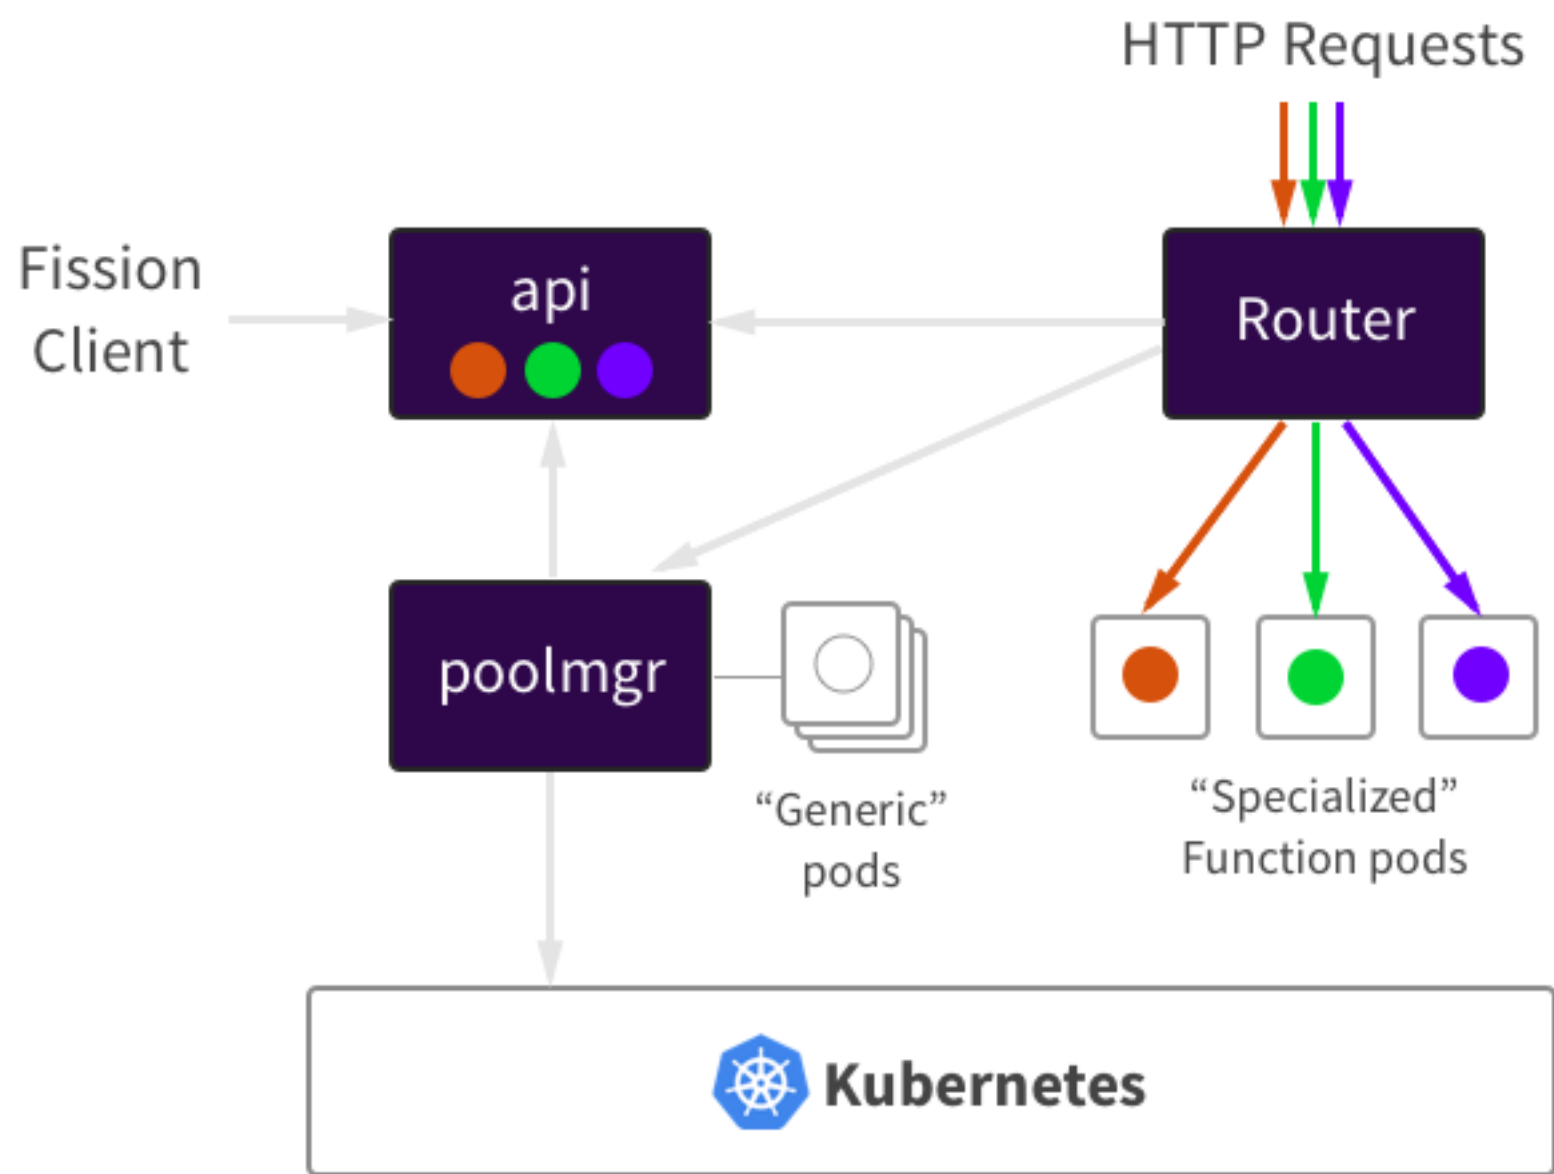 HTTP Requests
Fission
Client
api
Router
poolmgr
“Generic”
pods
“Specialized”
Function pods
Kubernetes